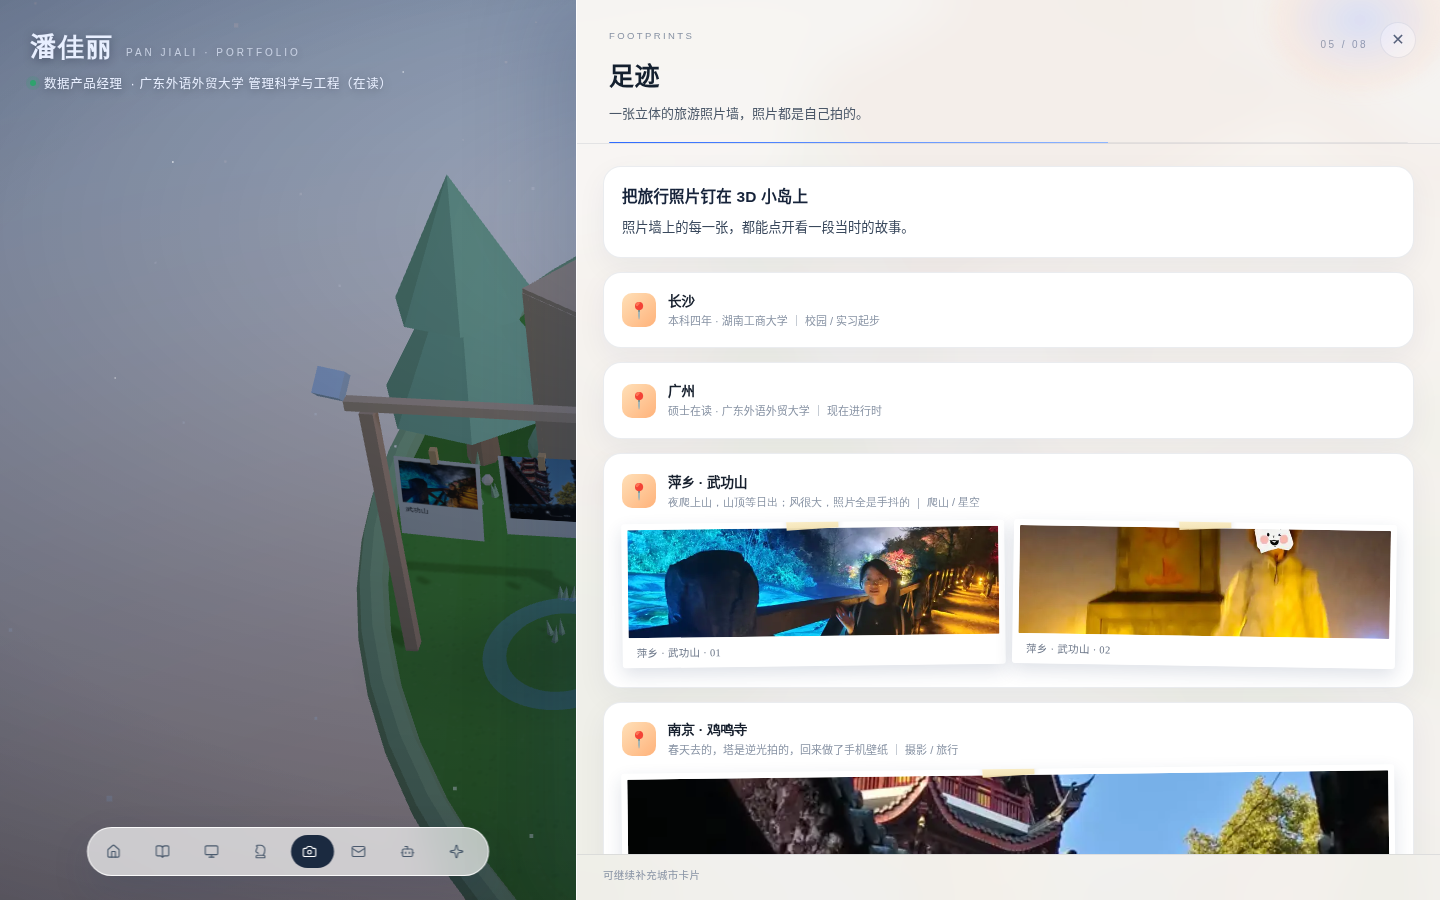 潘佳丽 PAN JIALI · PORTFOLIO
数据产品经理 · 广东外语外贸大学 管理科学与工程（在读）
FOOTPRINTS
05 / 08
足迹
一张立体的旅游照片墙，照片都是自己拍的。
把旅行照片钉在 3D 小岛上
照片墙上的每一张，都能点开看一段当时的故事。
长沙
本科四年 · 湖南工商大学 ｜ 校园 / 实习起步
广州
硕士在读 · 广东外语外贸大学 ｜ 现在进行时
萍乡 · 武功山
夜爬上山，山顶等日出；风很大，照片全是手抖的 ｜ 爬山 / 星空
萍乡 · 武功山 · 01
萍乡 · 武功山 · 02
南京 · 鸡鸣寺
春天去的，塔是逆光拍的，回来做了手机壁纸 ｜ 摄影 / 旅行
可继续补充城市卡片